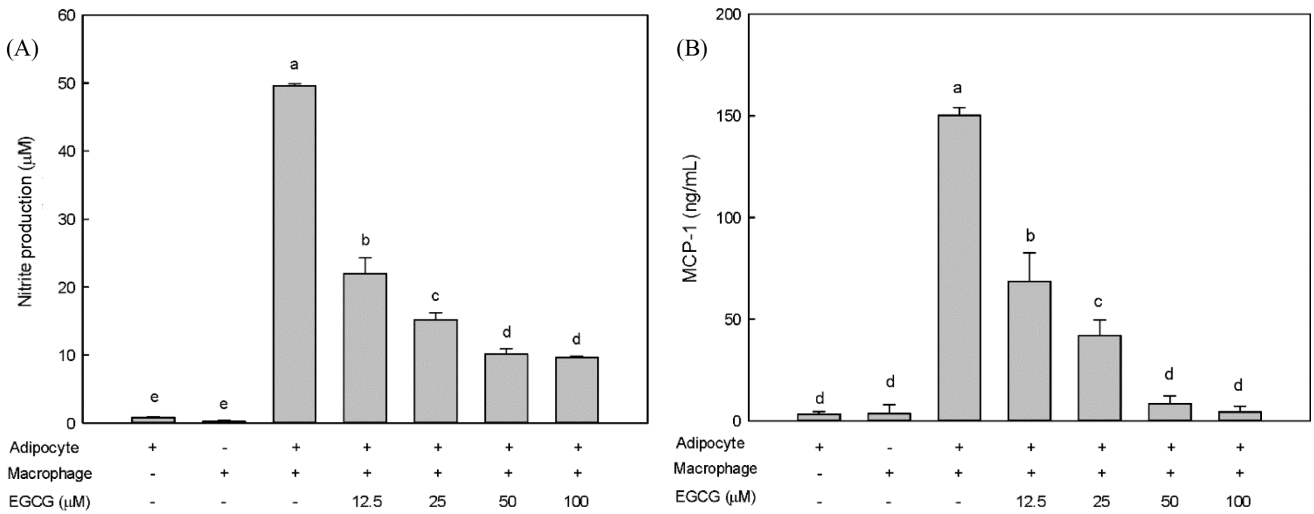 (A)
Nitrite production (μM)
60
50
40
30
20
10
0
e e a b c d d
Adipocyte + - + + + + +
Macrophage - + + + + + +
EGCG (μM) - - - 12.5 25 50 100
(B)
MCP-1 (ng/mL)
200
150
100
50
0
d d a b c d d
Adipocyte + - + + + + +
Macrophage - + + + + + +
EGCG (μM) - - - 12.5 25 50 100